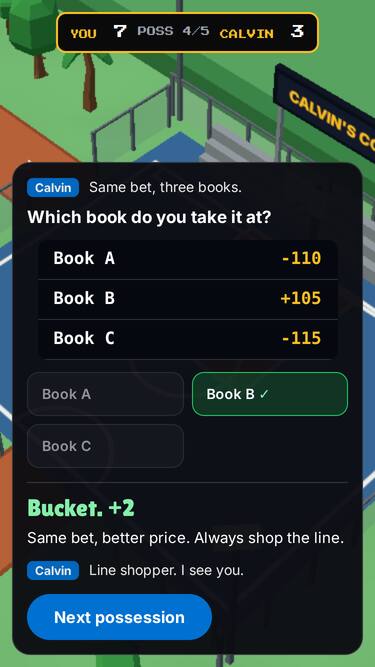 YOU 7 POSS 4/5 CALVIN 3
CALVIN'S CO
Calvin Same bet, three books.
Which book do you take it at?
Book A -110
Book B +105
Book C -115
Book A
Book B ✓
Book C
Bucket. +2
Same bet, better price. Always shop the line.
Calvin Line shopper. I see you.
Next possession